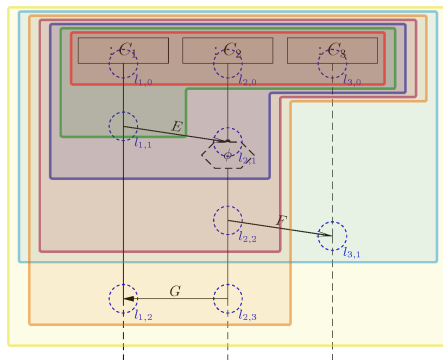 : C₁ : C₂ : C₃
l₁,₀ l₂,₀ l₃,₀
E
l₁,₁ l₂,₁
ϕ
l₂,₂ F l₃,₁
G
l₁,₂ l₂,₃